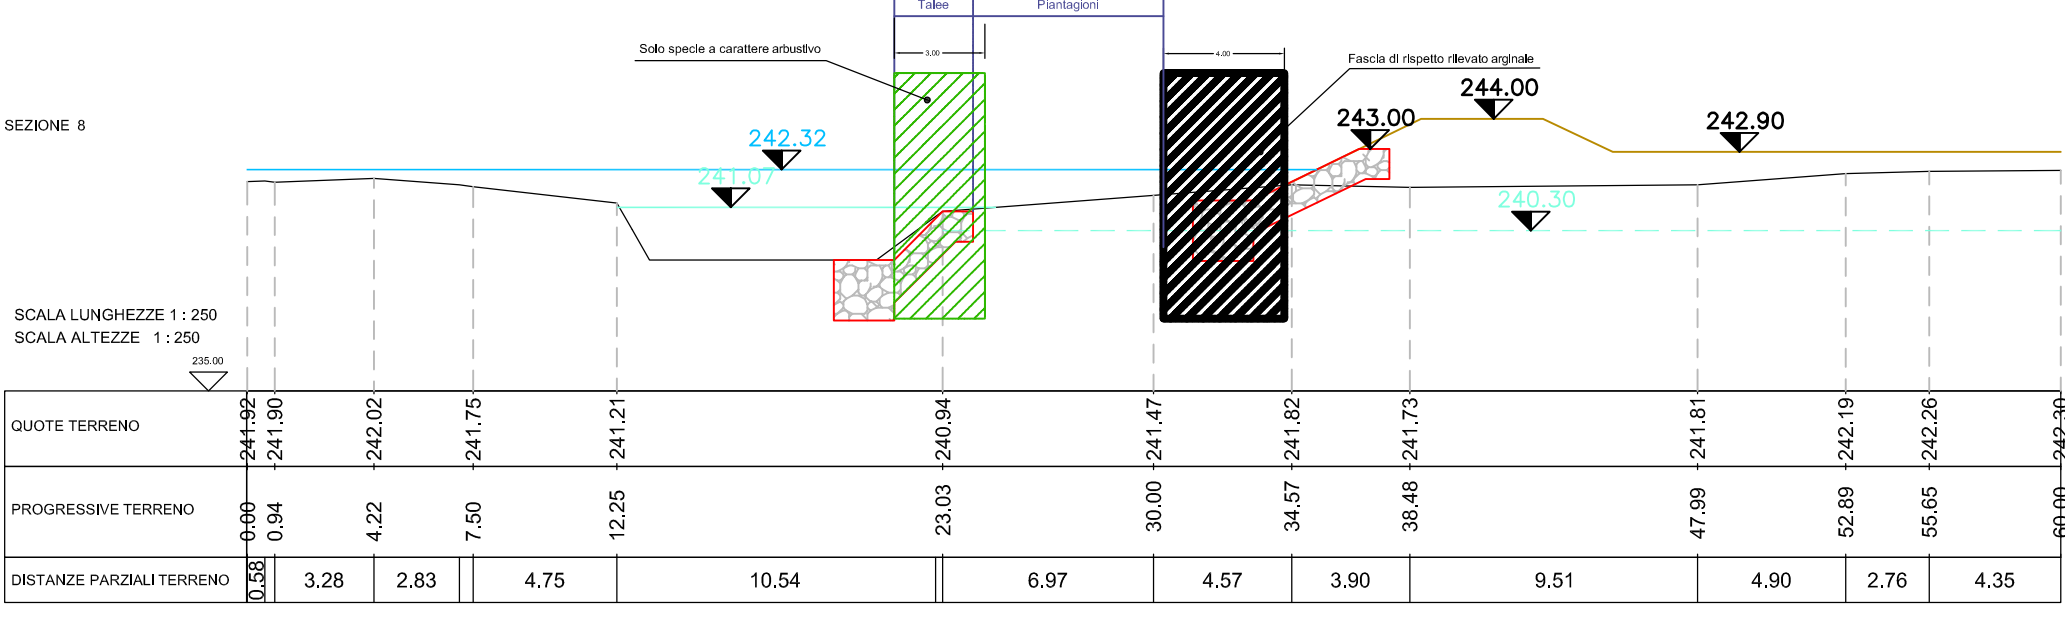 Talee Piantagioni
Solo specie a carattere arbustivo
3.00
4.00
Fascia di rispetto rilevato arginale
244.00
243.00
242.90
SEZIONE 8
242.32
241.07
240.30
SCALA LUNGHEZZE 1 : 250
SCALA ALTEZZE 1 : 250
235.00
QUOTE TERRENO 241.92 241.90 242.02 241.75 241.21 240.94 241.47 241.82 241.73 241.81 242.19 242.26 242.30
PROGRESSIVE TERRENO 0.00 0.94 4.22 7.50 12.25 23.03 30.00 34.57 38.48 47.99 52.89 55.65 60.00
DISTANZE PARZIALI TERRENO 0.58 3.28 2.83 4.75 10.54 6.97 4.57 3.90 9.51 4.90 2.76 4.35